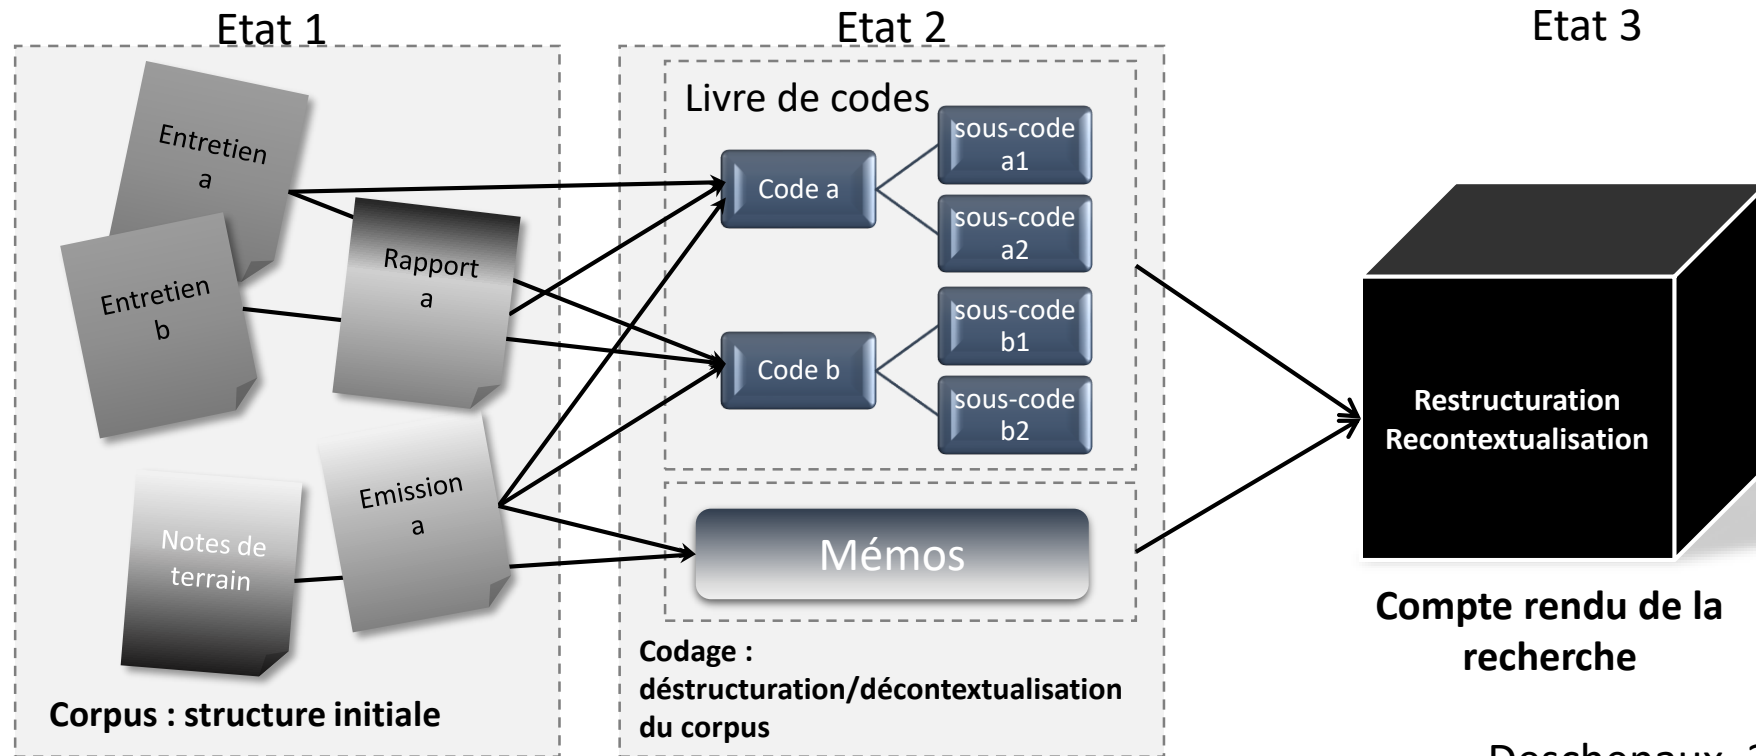 Etat 1
Entretien
a
Entretien
b
Rapport
a
Emission
a
Notes de
terrain
Corpus : structure initiale
Etat 2
Livre de codes
Code a
sous-code
a1
sous-code
a2
Code b
sous-code
b1
sous-code
b2
Mémos
Codage :
déstructuration/décontextualisation
du corpus
Etat 3
Restructuration
Recontextualisation
Compte rendu de la
recherche